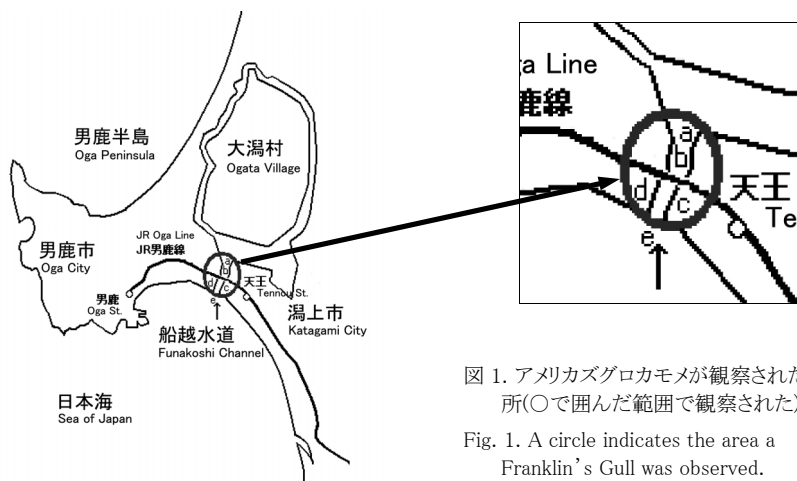 男鹿半島
Oga Peninsula
大潟村
Ogata Village
男鹿市
Oga City
JR Oga Line
JR男鹿線
a
b
d
c
e
天王
Tennou St.
男鹿
Oga St.
潟上市
Katagami City
船越水道
Funakoshi Channel
日本海
Sea of Japan
a Line
鹿線
a
b
d
c
e
天王
Te
図 1. アメリカズグロカモメが観察された
所(○で囲んだ範囲で観察された)
Fig. 1. A circle indicates the area a
Franklin’s Gull was observed.